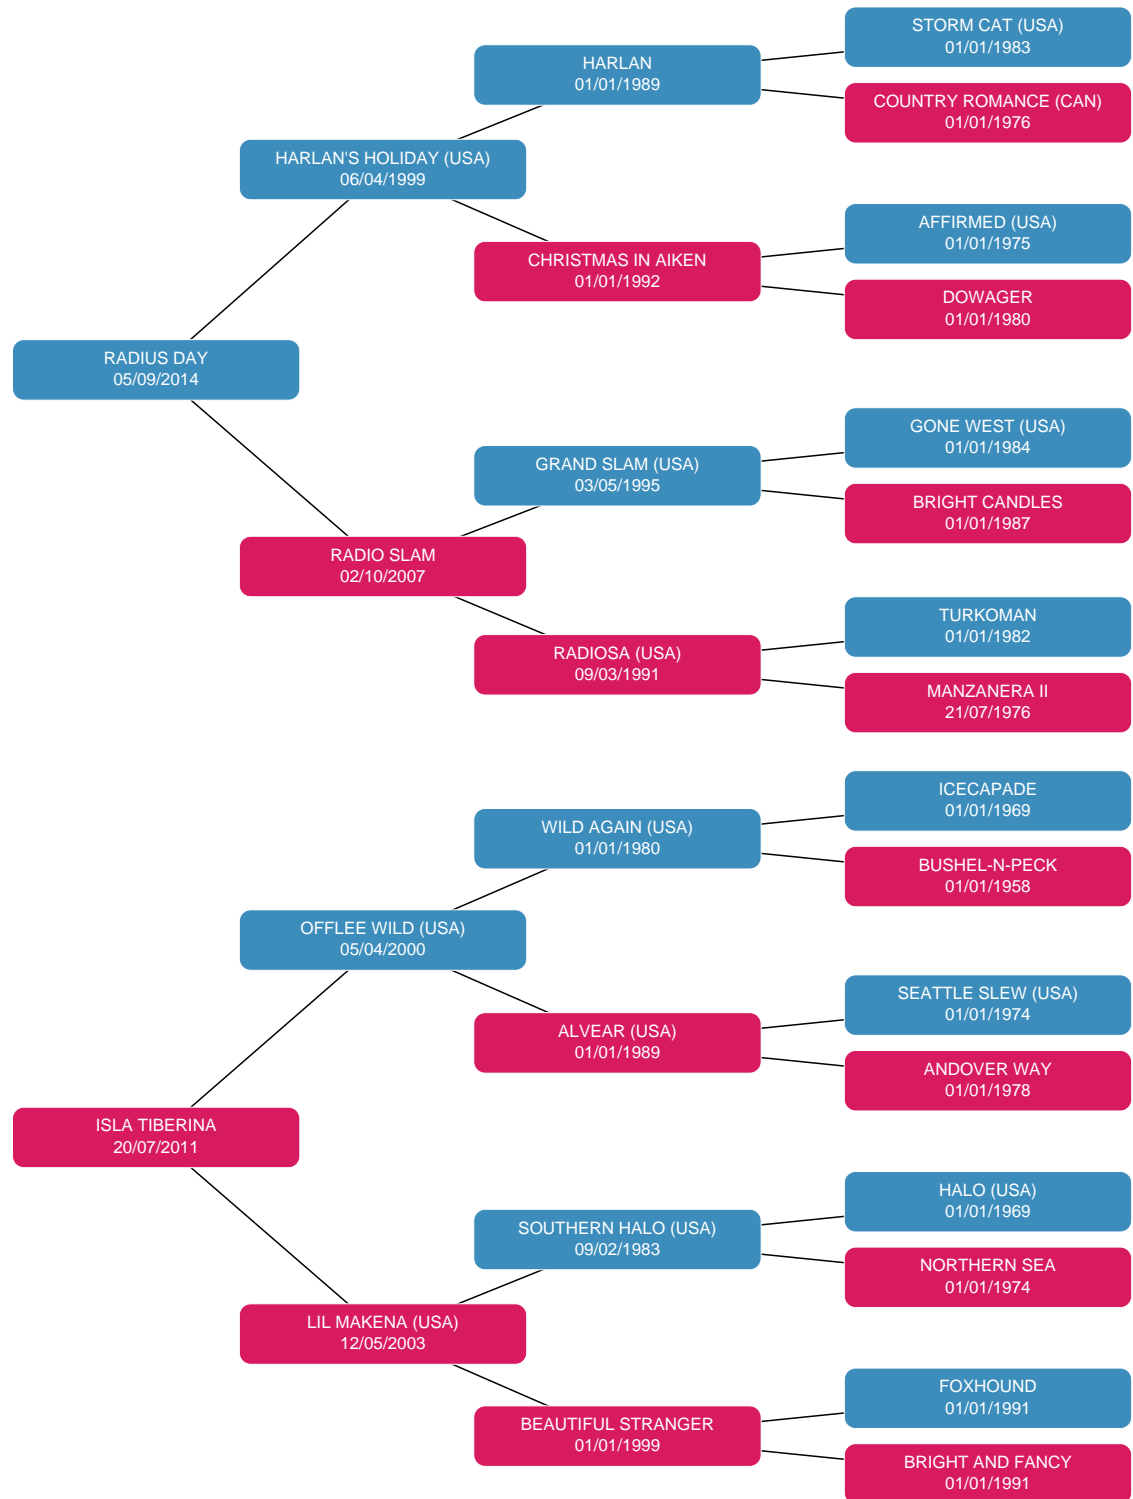 STORM CAT (USA)
01/01/1983
HARLAN
01/01/1989
COUNTRY ROMANCE (CAN)
01/01/1976
HARLAN'S HOLIDAY (USA)
06/04/1999
AFFIRMED (USA)
01/01/1975
CHRISTMAS IN AIKEN
01/01/1992
DOWAGER
01/01/1980
RADIUS DAY
05/09/2014
GONE WEST (USA)
01/01/1984
GRAND SLAM (USA)
03/05/1995
BRIGHT CANDLES
01/01/1987
RADIO SLAM
02/10/2007
TURKOMAN
01/01/1982
RADIOSA (USA)
09/03/1991
MANZANERA II
21/07/1976
ICECAPADE
01/01/1969
WILD AGAIN (USA)
01/01/1980
BUSHEL-N-PECK
01/01/1958
OFFLEE WILD (USA)
05/04/2000
SEATTLE SLEW (USA)
01/01/1974
ALVEAR (USA)
01/01/1989
ANDOVER WAY
01/01/1978
ISLA TIBERINA
20/07/2011
HALO (USA)
01/01/1969
SOUTHERN HALO (USA)
09/02/1983
NORTHERN SEA
01/01/1974
LIL MAKENA (USA)
12/05/2003
FOXHOUND
01/01/1991
BEAUTIFUL STRANGER
01/01/1999
BRIGHT AND FANCY
01/01/1991